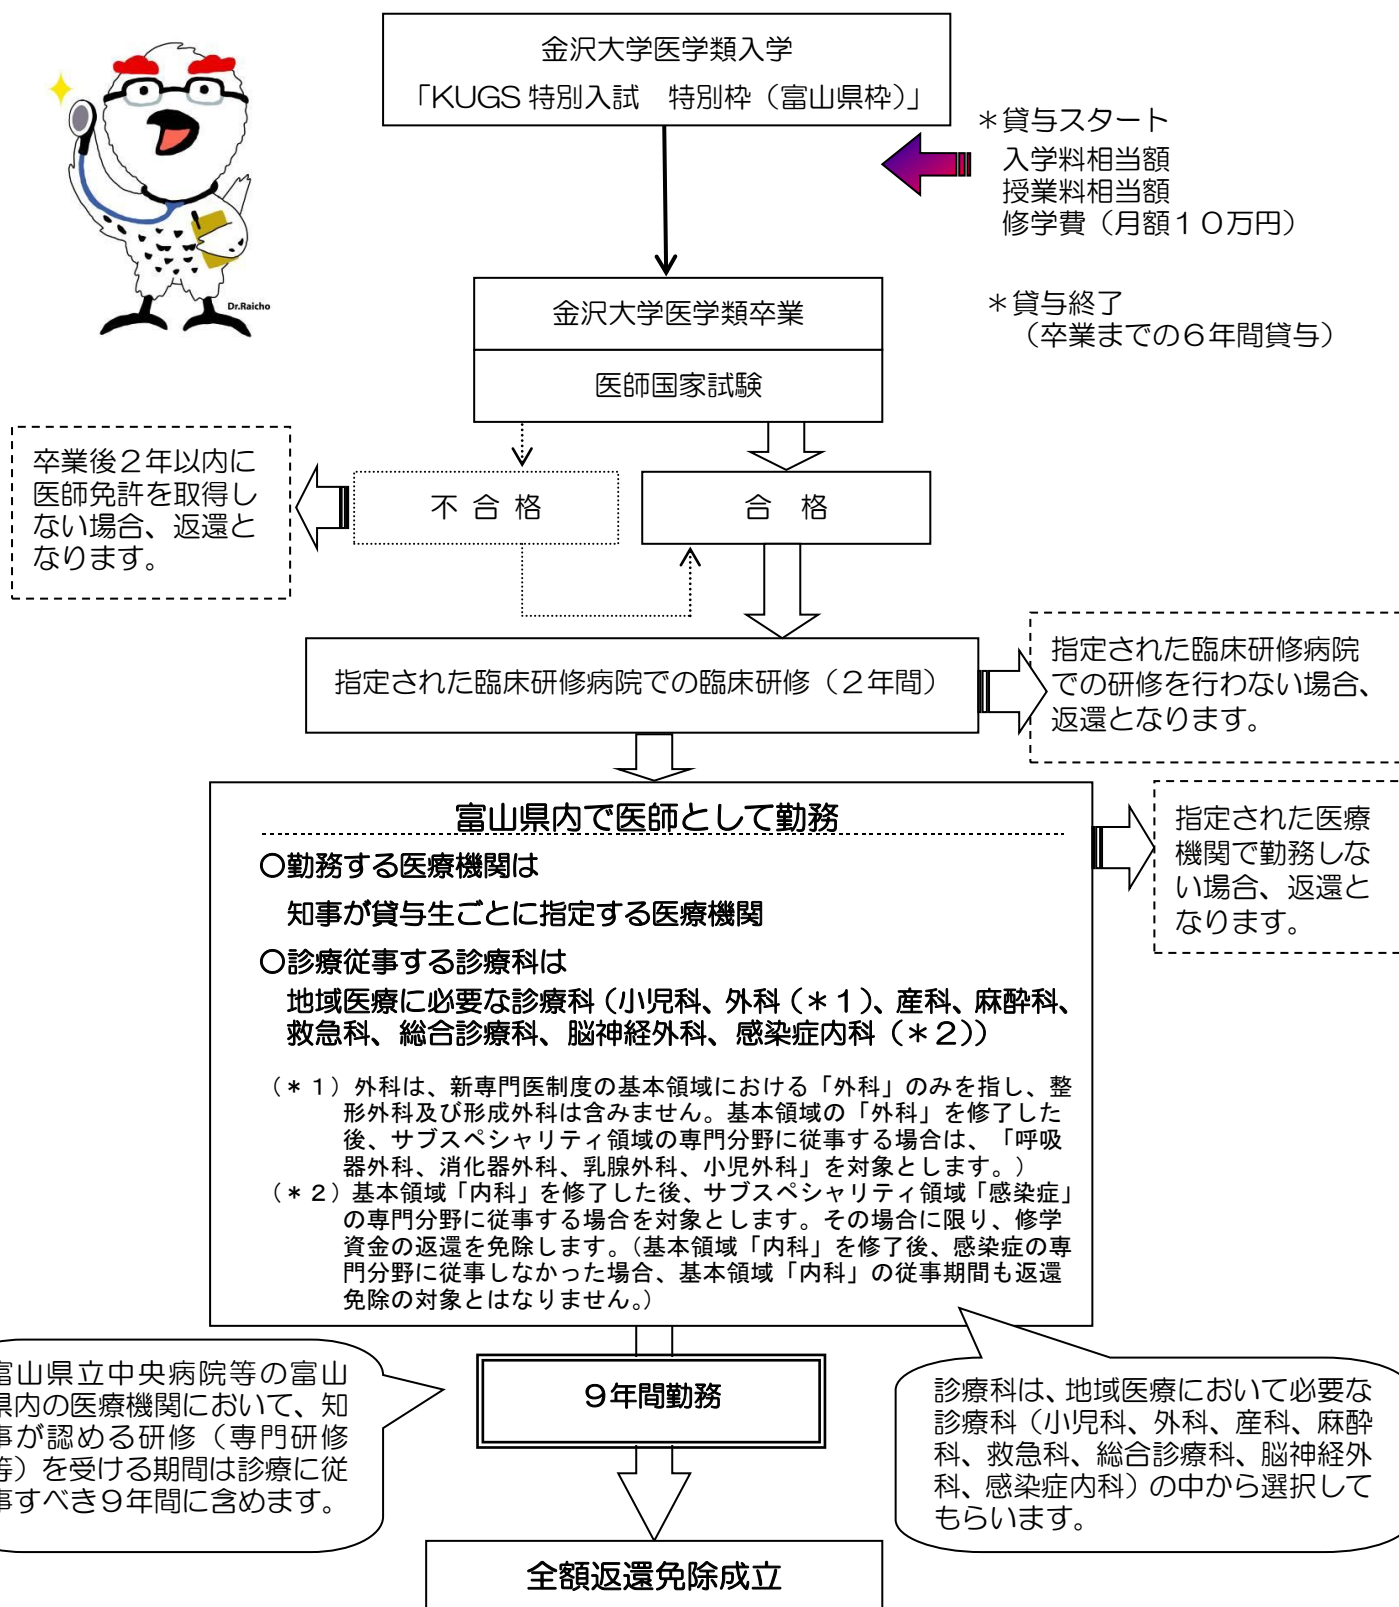 金沢大学医学類入学
「KUGS 特別入試　特別枠（富山県枠）」
＊貸与スタート
入学料相当額
授業料相当額
修学費（月額１０万円）
Dr.Raicho
金沢大学医学類卒業
＊貸与終了
（卒業までの６年間貸与）
医師国家試験
卒業後２年以内に
医師免許を取得し
ない場合、返還と
なります。
不 合 格
合　格
指定された臨床研修病院での臨床研修（２年間）
指定された臨床研修病院
での研修を行わない場合、
返還となります。
富山県内で医師として勤務
〇勤務する医療機関は
知事が貸与生ごとに指定する医療機関
〇診療従事する診療科は
地域医療に必要な診療科（小児科、外科（＊１）、産科、麻酔科、
救急科、総合診療科、脳神経外科、感染症内科（＊２））
指定された医療
機関で勤務しな
い場合、返還と
なります。
（＊１）外科は、新専門医制度の基本領域における「外科」のみを指し、整
形外科及び形成外科は含みません。基本領域の「外科」を修了した
後、サブスペシャリティ領域の専門分野に従事する場合は、「呼吸
器外科、消化器外科、乳腺外科、小児外科」を対象とします。）
（＊２）基本領域「内科」を修了した後、サブスペシャリティ領域「感染症」
の専門分野に従事する場合を対象とします。その場合に限り、修学
資金の返還を免除します。（基本領域「内科」を修了後、感染症の専
門分野に従事しなかった場合、基本領域「内科」の従事期間も返還
免除の対象とはなりません。）
富山県立中央病院等の富山
県内の医療機関において、知
事が認める研修（専門研修
等）を受ける期間は診療に従
事すべき９年間に含めます。
９年間勤務
診療科は、地域医療において必要な
診療科（小児科、外科、産科、麻酔
科、救急科、総合診療科、脳神経外
科、感染症内科）の中から選択して
もらいます。
全額返還免除成立